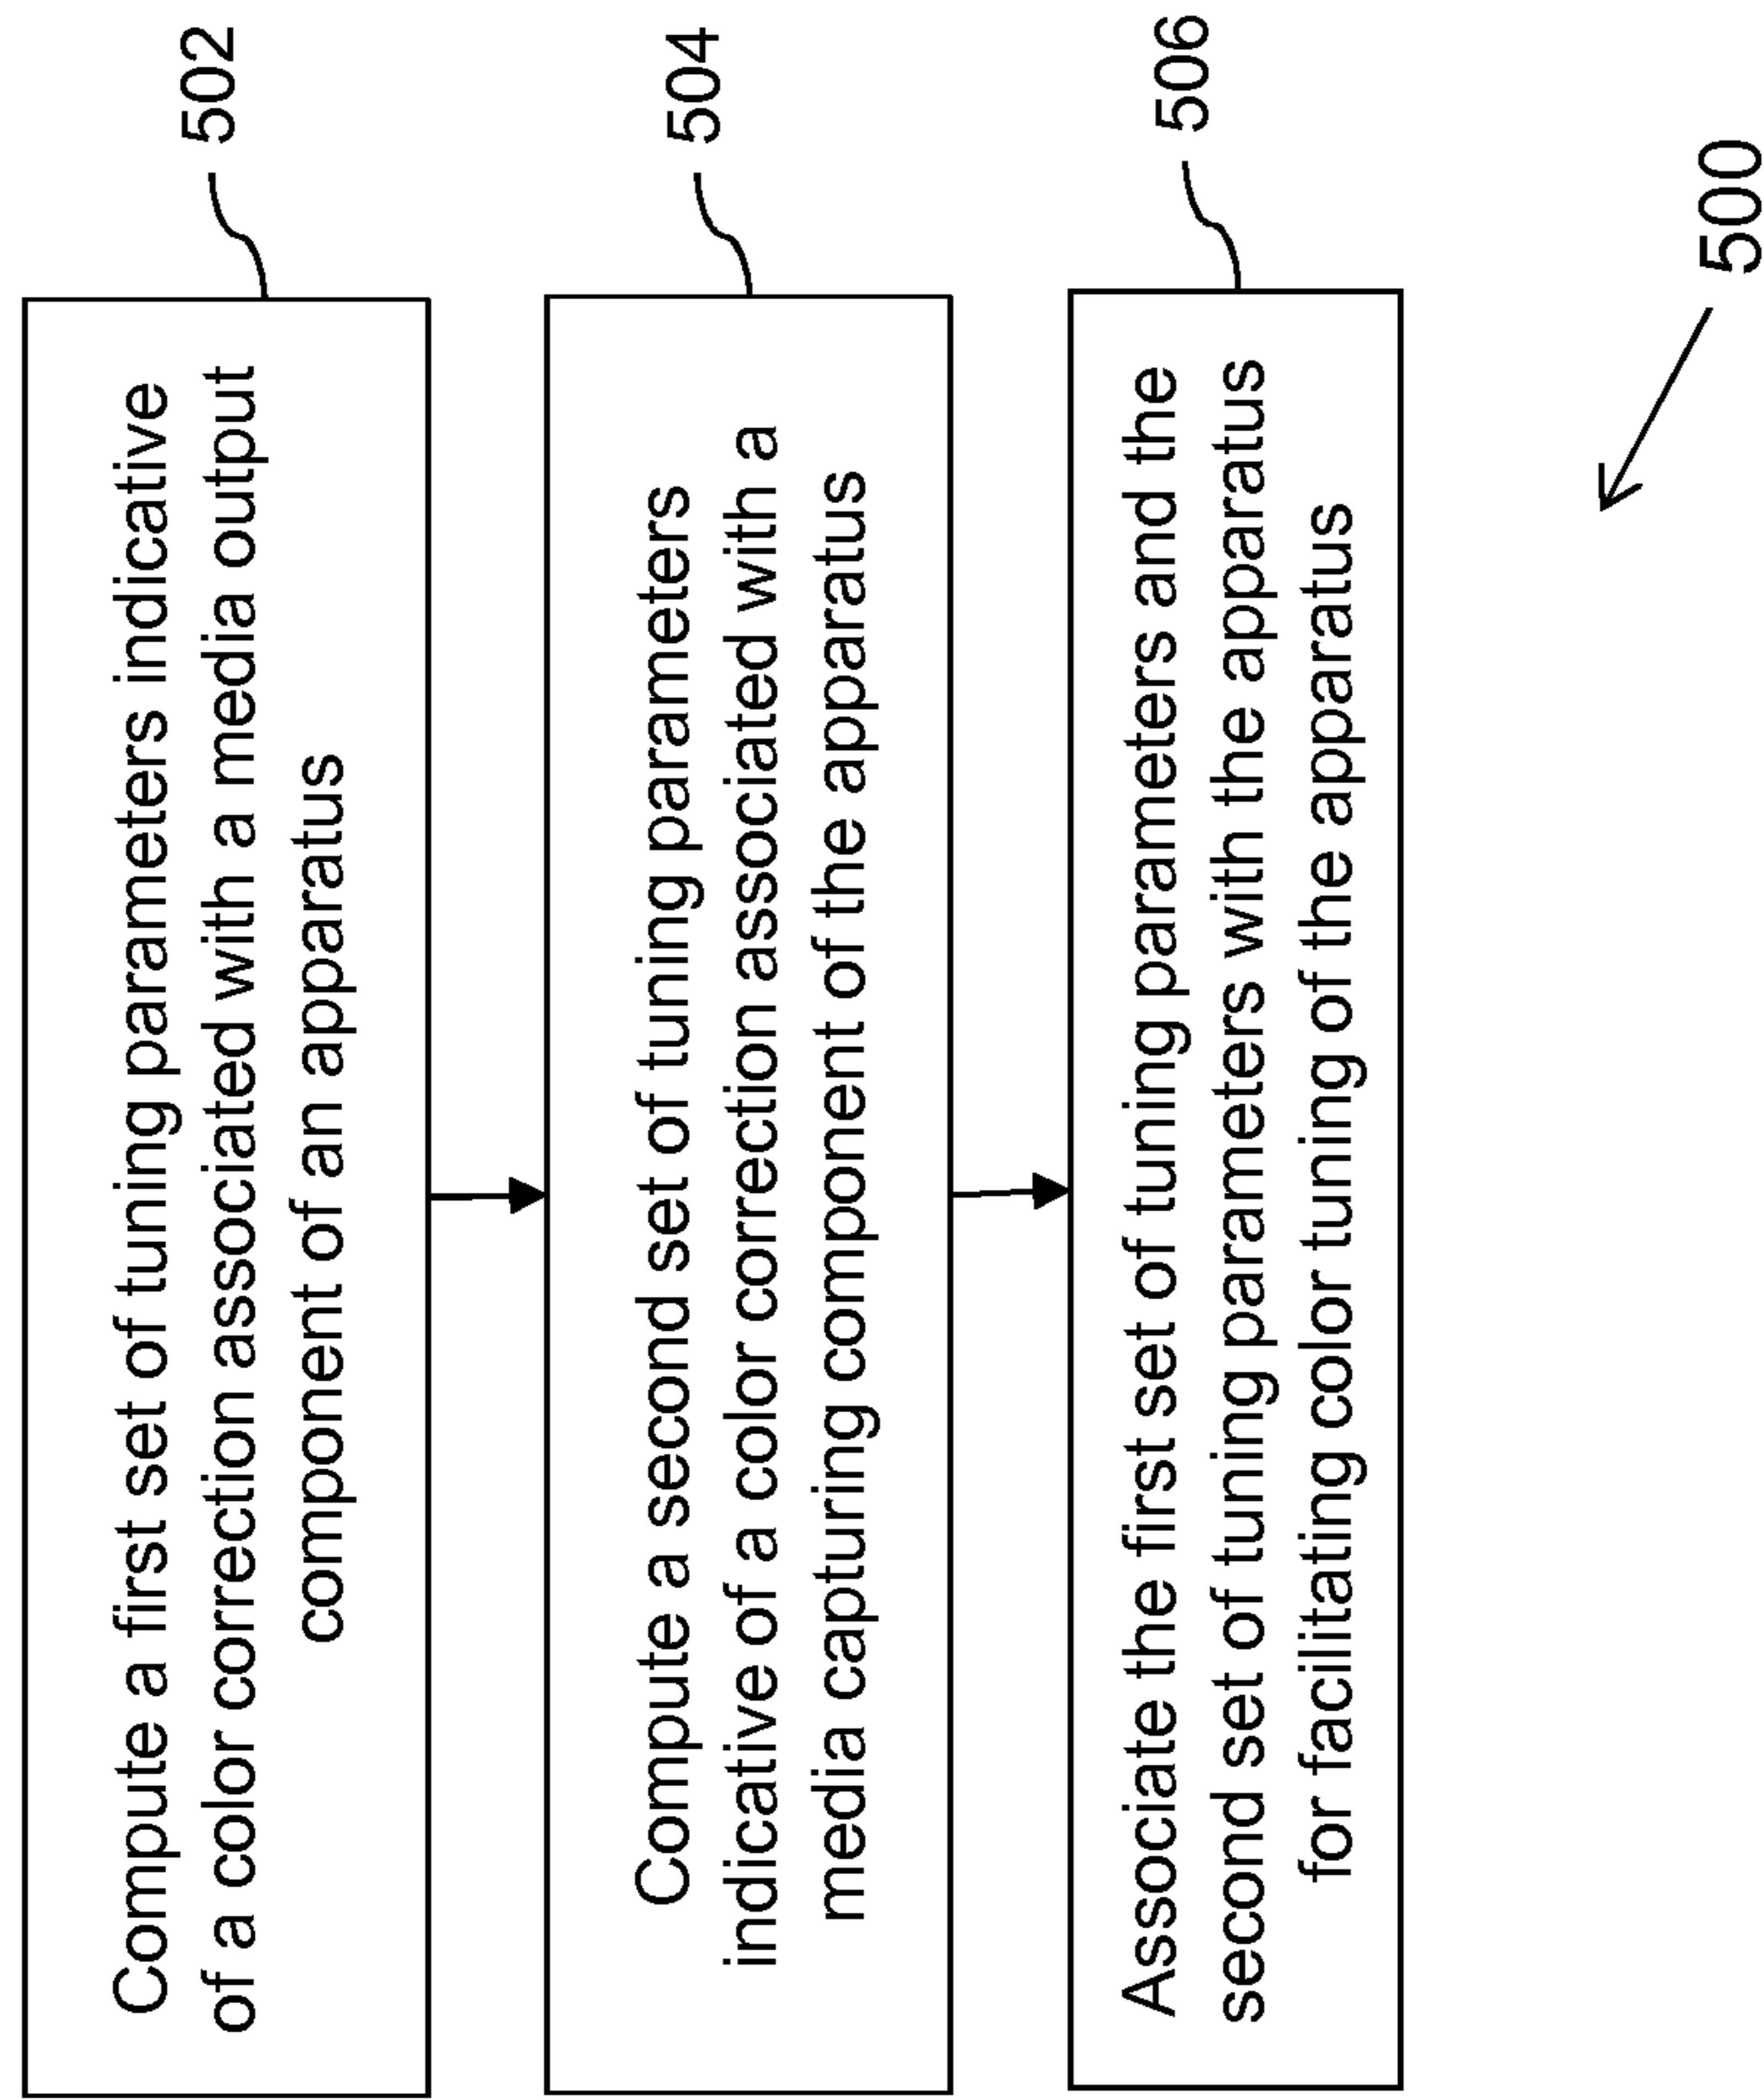 Compute a first set of tuning parameters indicative
of a color correction associated with a media output
component of an apparatus
502
Compute a second set of tuning parameters
indicative of a color correction associated with a
media capturing component of the apparatus
504
Associate the first set of tuning parameters and the
second set of tuning parameters with the apparatus
for facilitating color tuning of the apparatus
506
500